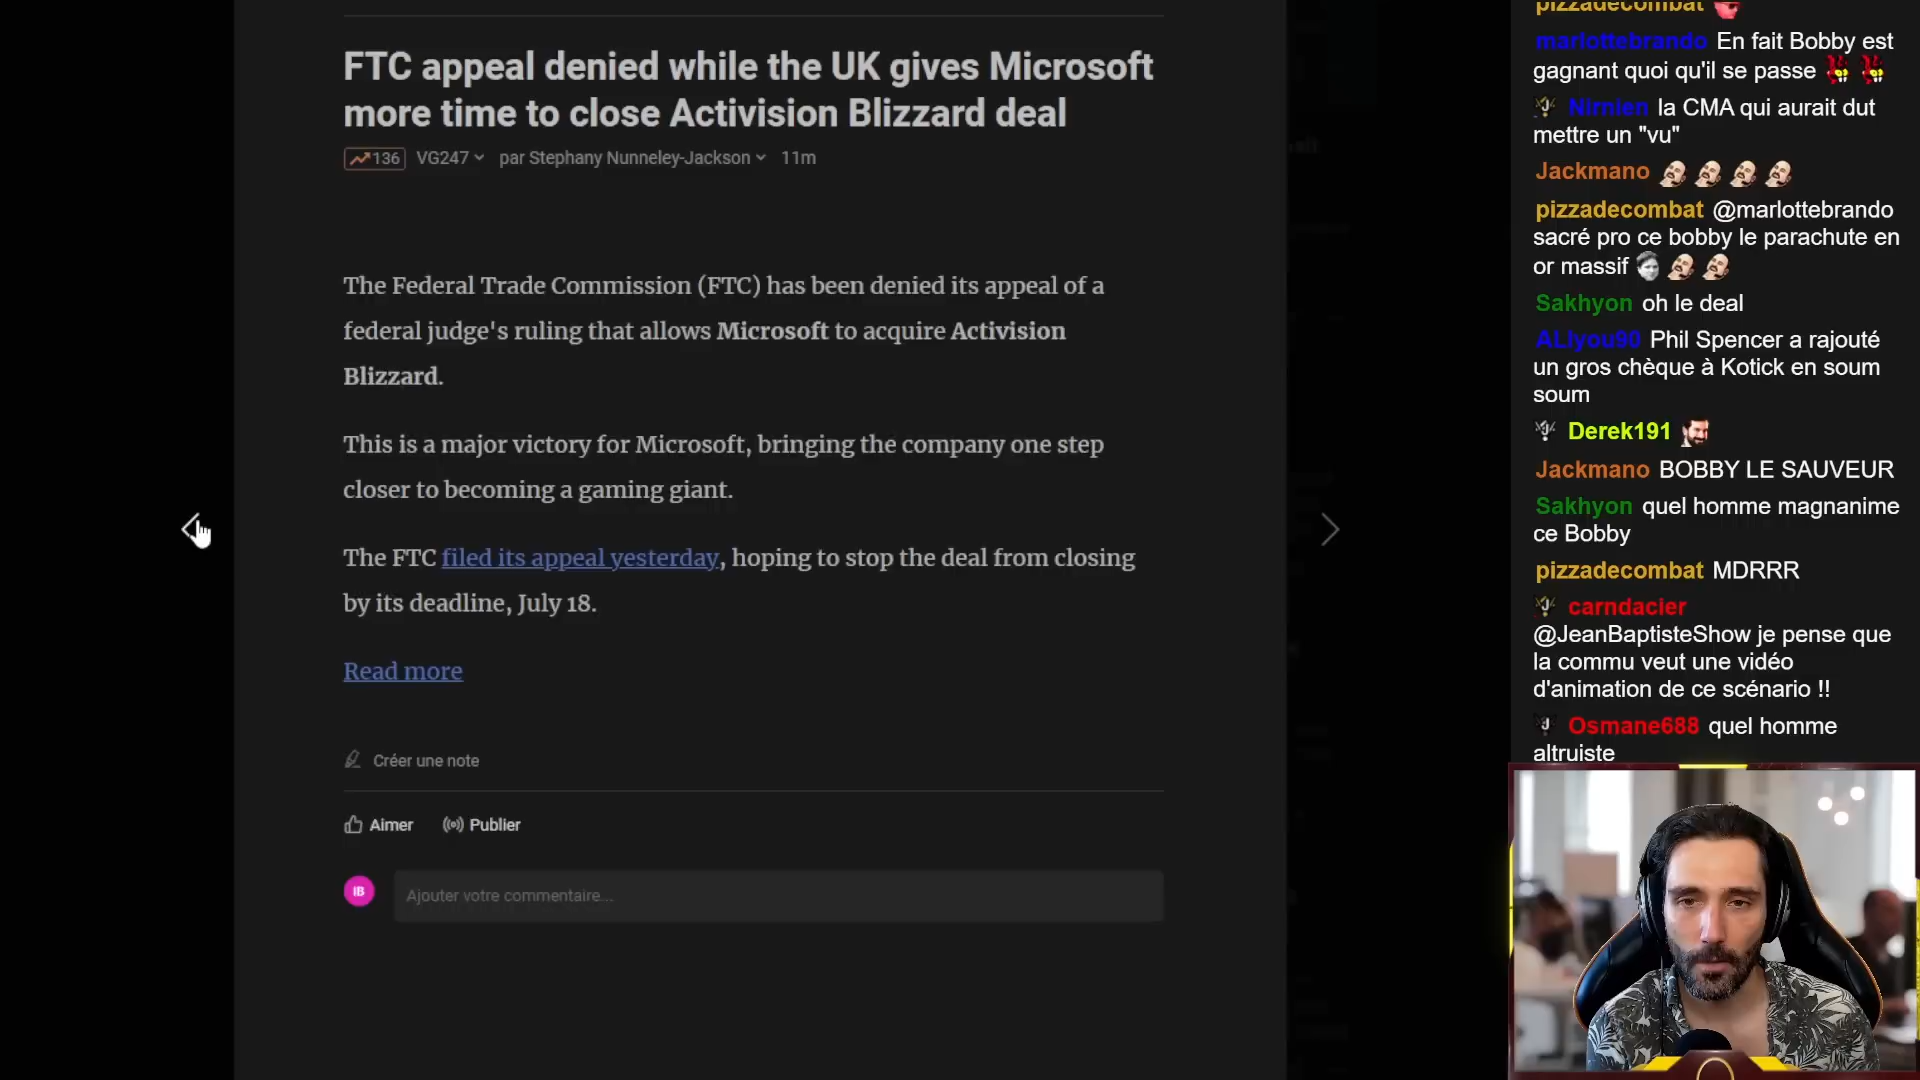 FTC appeal denied while the UK gives Microsoft
more time to close Activision Blizzard deal
136 VG247 par Stephany Nunneley-Jackson 11m
The Federal Trade Commission (FTC) has been denied its appeal of a
federal judge's ruling that allows Microsoft to acquire Activision
Blizzard.
This is a major victory for Microsoft, bringing the company one step
closer to becoming a gaming giant.
The FTC filed its appeal yesterday, hoping to stop the deal from closing
by its deadline, July 18.
Read more
Créer une note
Aimer Publier
IB Ajouter votre commentaire...
pizzadecombat
marlottebrando En fait Bobby est
gagnant quoi qu'il se passe
Nirnien la CMA qui aurait dut
mettre un "vu"
Jackmano
pizzadecombat @marlottebrando
sacré pro ce bobby le parachute en
or massif
Sakhyon oh le deal
ALIyou90 Phil Spencer a rajouté
un gros chèque à Kotick en soum
soum
Derek191
Jackmano BOBBY LE SAUVEUR
Sakhyon quel homme magnanime
ce Bobby
pizzadecombat MDRRR
carndacier
@JeanBaptisteShow je pense que
la commu veut une vidéo
d'animation de ce scénario !!
Osmane688 quel homme
altruiste